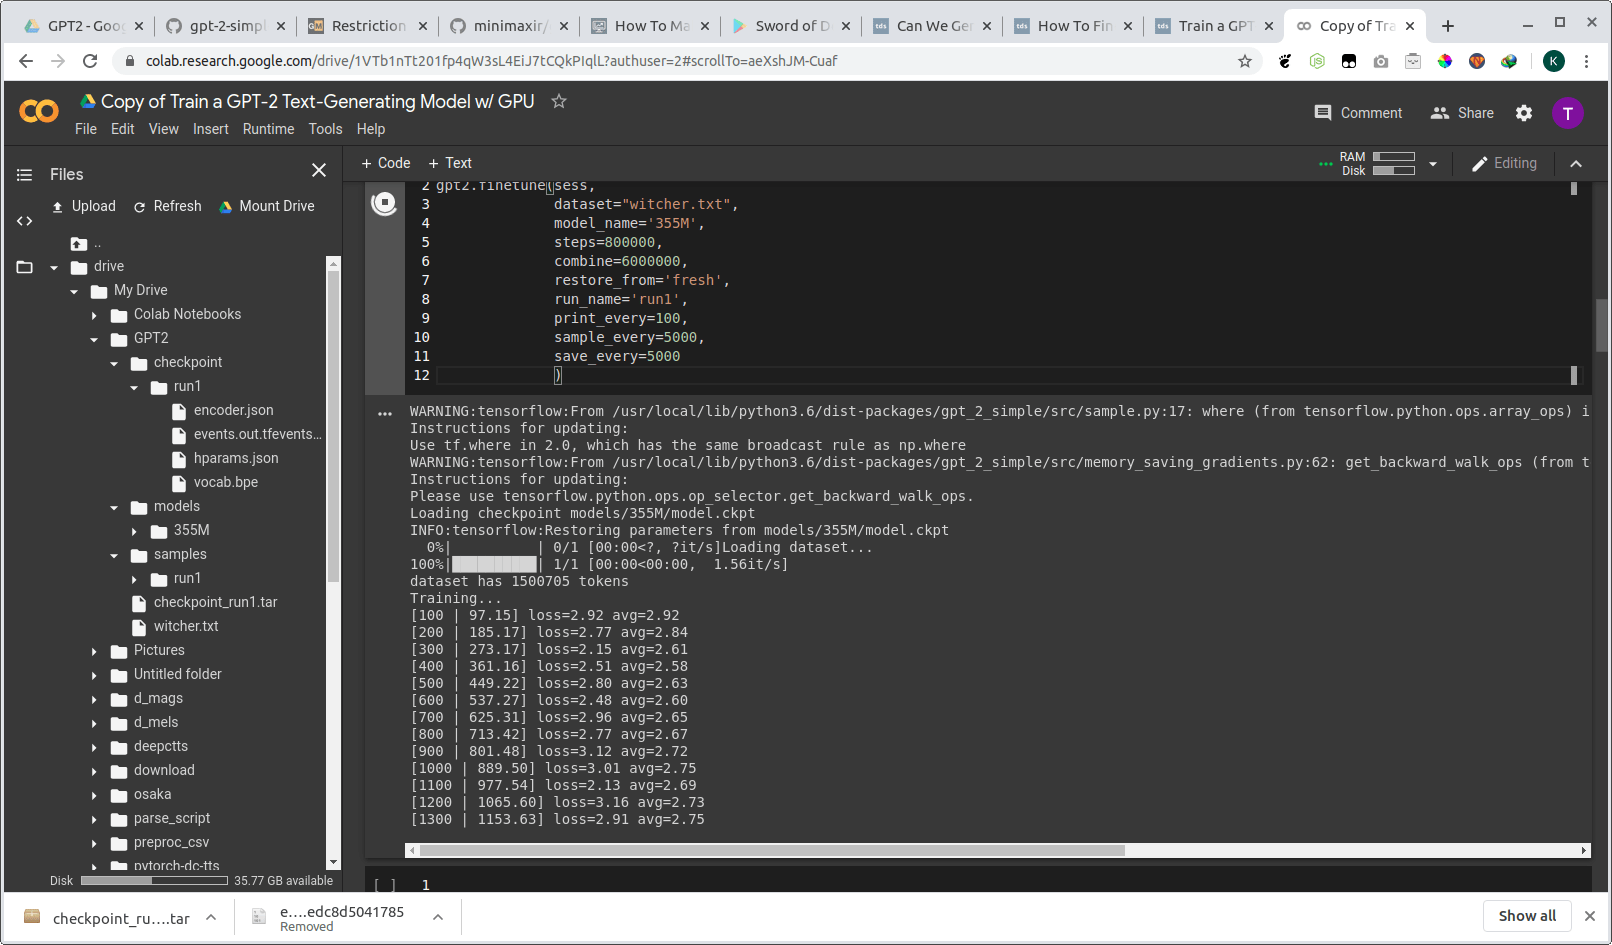 GPT2 - Goo
gpt-2-simpl
Restriction
minimaxir/
How To Ma
Sword of D
Can We Ger
How To Fin
Train a GPT
Copy of Tra
colab.research.google.com/drive/1VTb1nTt201fp4qW3sL4EiJ7tCQkPIqlL?authuser=2#scrollTo=aeXshJM-Cuaf
K
Copy of Train a GPT-2 Text-Generating Model w/ GPU
File Edit View Insert Runtime Tools Help
Comment
Share
T
Files
+ Code + Text
RAM
Disk
Editing
Upload Refresh Mount Drive
..
drive
My Drive
Colab Notebooks
GPT2
checkpoint
run1
encoder.json
events.out.tfevents...
hparams.json
vocab.bpe
models
355M
samples
run1
checkpoint_run1.tar
witcher.txt
Pictures
Untitled folder
d_mags
d_mels
deepctts
download
osaka
parse_script
preproc_csv
pytorch-dc-tts
Disk 35.77 GB available
2 gpt2.finetune(sess,
3 dataset="witcher.txt",
4 model_name='355M',
5 steps=800000,
6 combine=6000000,
7 restore_from='fresh',
8 run_name='run1',
9 print_every=100,
10 sample_every=5000,
11 save_every=5000
12 )
WARNING:tensorflow:From /usr/local/lib/python3.6/dist-packages/gpt_2_simple/src/sample.py:17: where (from tensorflow.python.ops.array_ops) i
Instructions for updating:
Use tf.where in 2.0, which has the same broadcast rule as np.where
WARNING:tensorflow:From /usr/local/lib/python3.6/dist-packages/gpt_2_simple/src/memory_saving_gradients.py:62: get_backward_walk_ops (from t
Instructions for updating:
Please use tensorflow.python.ops.op_selector.get_backward_walk_ops.
Loading checkpoint models/355M/model.ckpt
INFO:tensorflow:Restoring parameters from models/355M/model.ckpt
0%| | 0/1 [00:00<?, ?it/s]Loading dataset...
100%|██████████| 1/1 [00:00<00:00, 1.56it/s]
dataset has 1500705 tokens
Training...
[100 | 97.15] loss=2.92 avg=2.92
[200 | 185.17] loss=2.77 avg=2.84
[300 | 273.17] loss=2.15 avg=2.61
[400 | 361.16] loss=2.51 avg=2.58
[500 | 449.22] loss=2.80 avg=2.63
[600 | 537.27] loss=2.48 avg=2.60
[700 | 625.31] loss=2.96 avg=2.65
[800 | 713.42] loss=2.77 avg=2.67
[900 | 801.48] loss=3.12 avg=2.72
[1000 | 889.50] loss=3.01 avg=2.75
[1100 | 977.54] loss=2.13 avg=2.69
[1200 | 1065.60] loss=3.16 avg=2.73
[1300 | 1153.63] loss=2.91 avg=2.75
[ ] 1
checkpoint_ru....tar
e....edc8d5041785
Removed
Show all